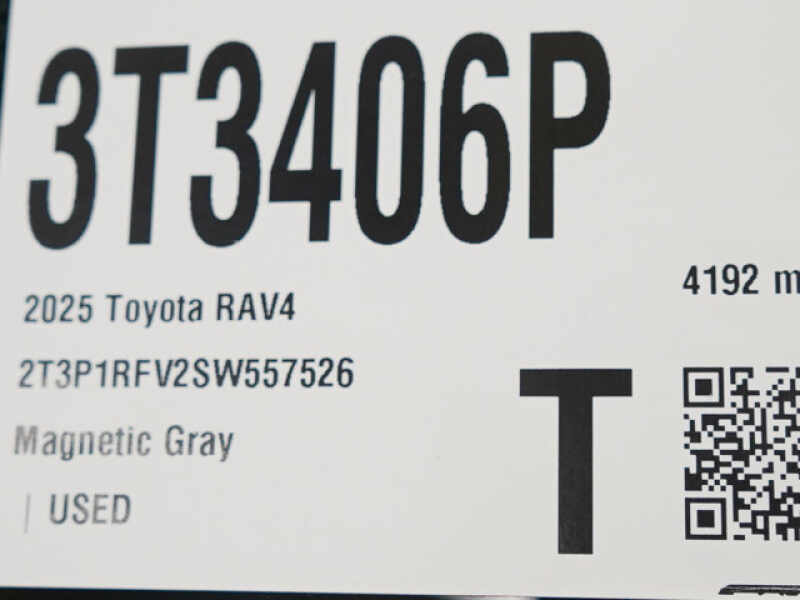 3T3406P
2025 Toyota RAV4
4192 m
2T3P1RFV2SW557526
Magnetic Gray
T
| USED